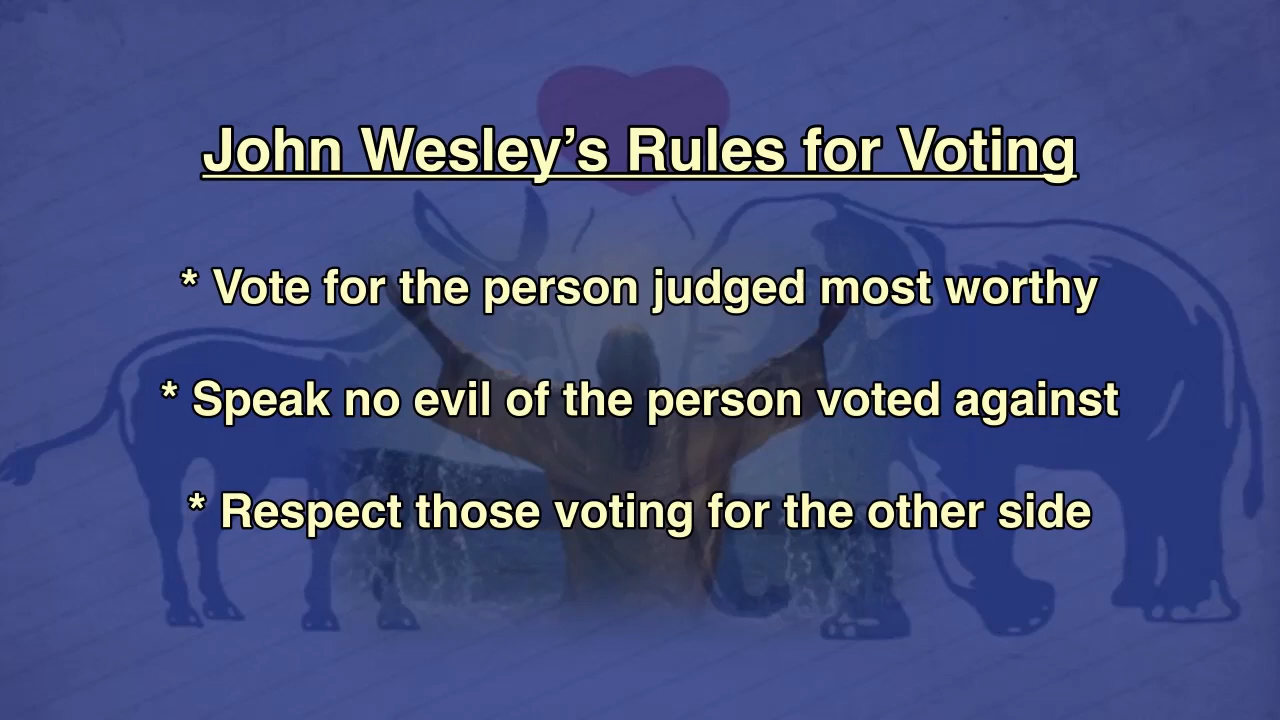 John Wesley’s Rules for Voting
* Vote for the person judged most worthy
* Speak no evil of the person voted against
* Respect those voting for the other side